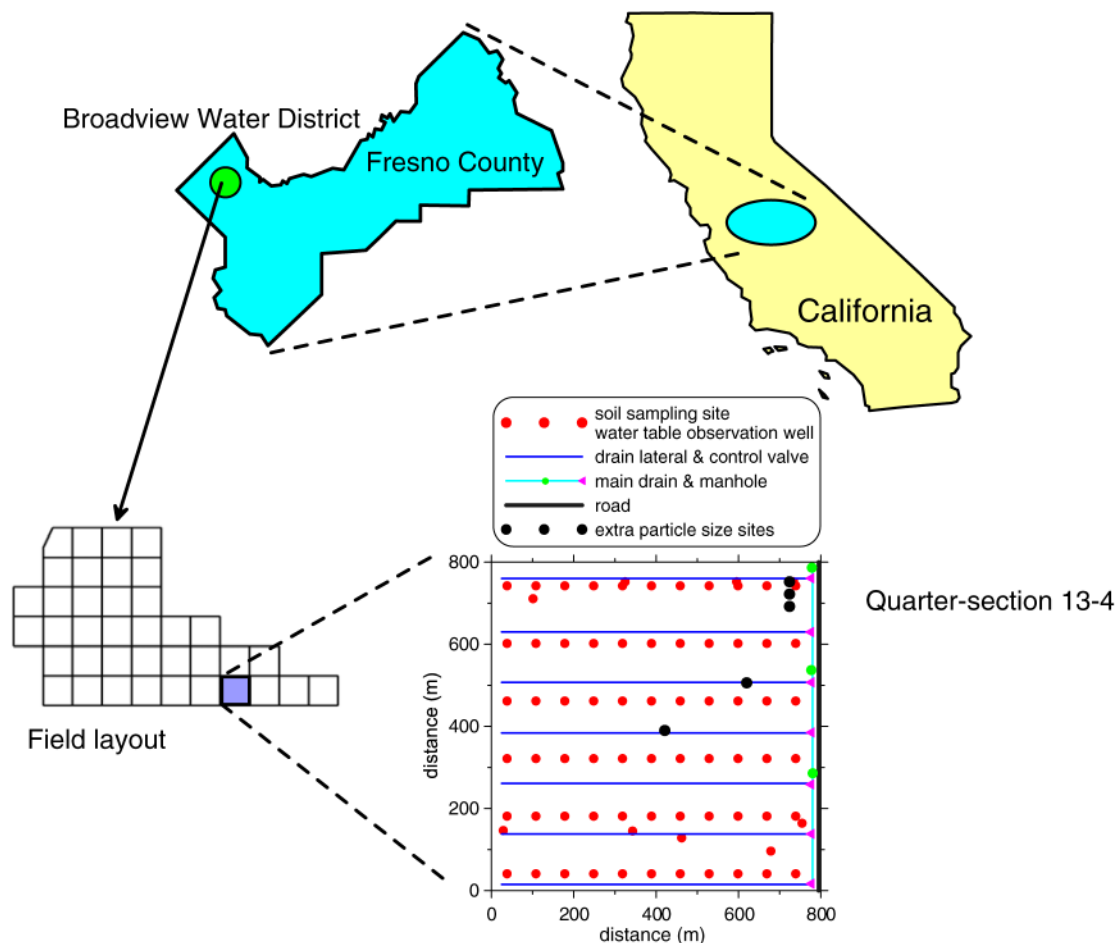 Broadview Water District
Fresno County
California
soil sampling site
water table observation well
drain lateral & control valve
main drain & manhole
road
extra particle size sites
Field layout
Quarter-section 13-4
800
600
400
200
0
distance (m)
0 200 400 600 800
distance (m)